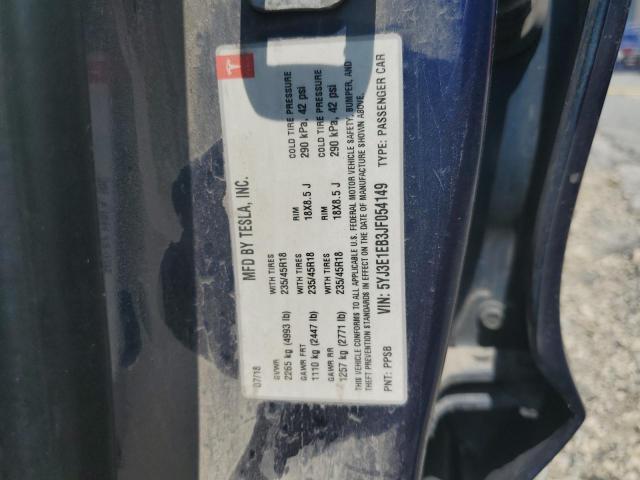 MFD BY TESLA, INC.
07/18
GVWR WITH TIRES COLD TIRE PRESSURE
2265 kg (4993 lb) 235/45R18 290 kPa, 42 psi
GAWR FRT WITH TIRES RIM COLD TIRE PRESSURE
1110 kg (2447 lb) 235/45R18 18X8.5 J 290 kPa, 42 psi
GAWR RR WITH TIRES RIM
1257 kg (2771 lb) 235/45R18 18X8.5 J
THIS VEHICLE CONFORMS TO ALL APPLICABLE U.S. FEDERAL MOTOR VEHICLE SAFETY, BUMPER, AND
THEFT PREVENTION STANDARDS IN EFFECT ON THE DATE OF MANUFACTURE SHOWN ABOVE.
VIN: 5YJ3E1EB3JF054149
PNT: PPSB TYPE: PASSENGER CAR